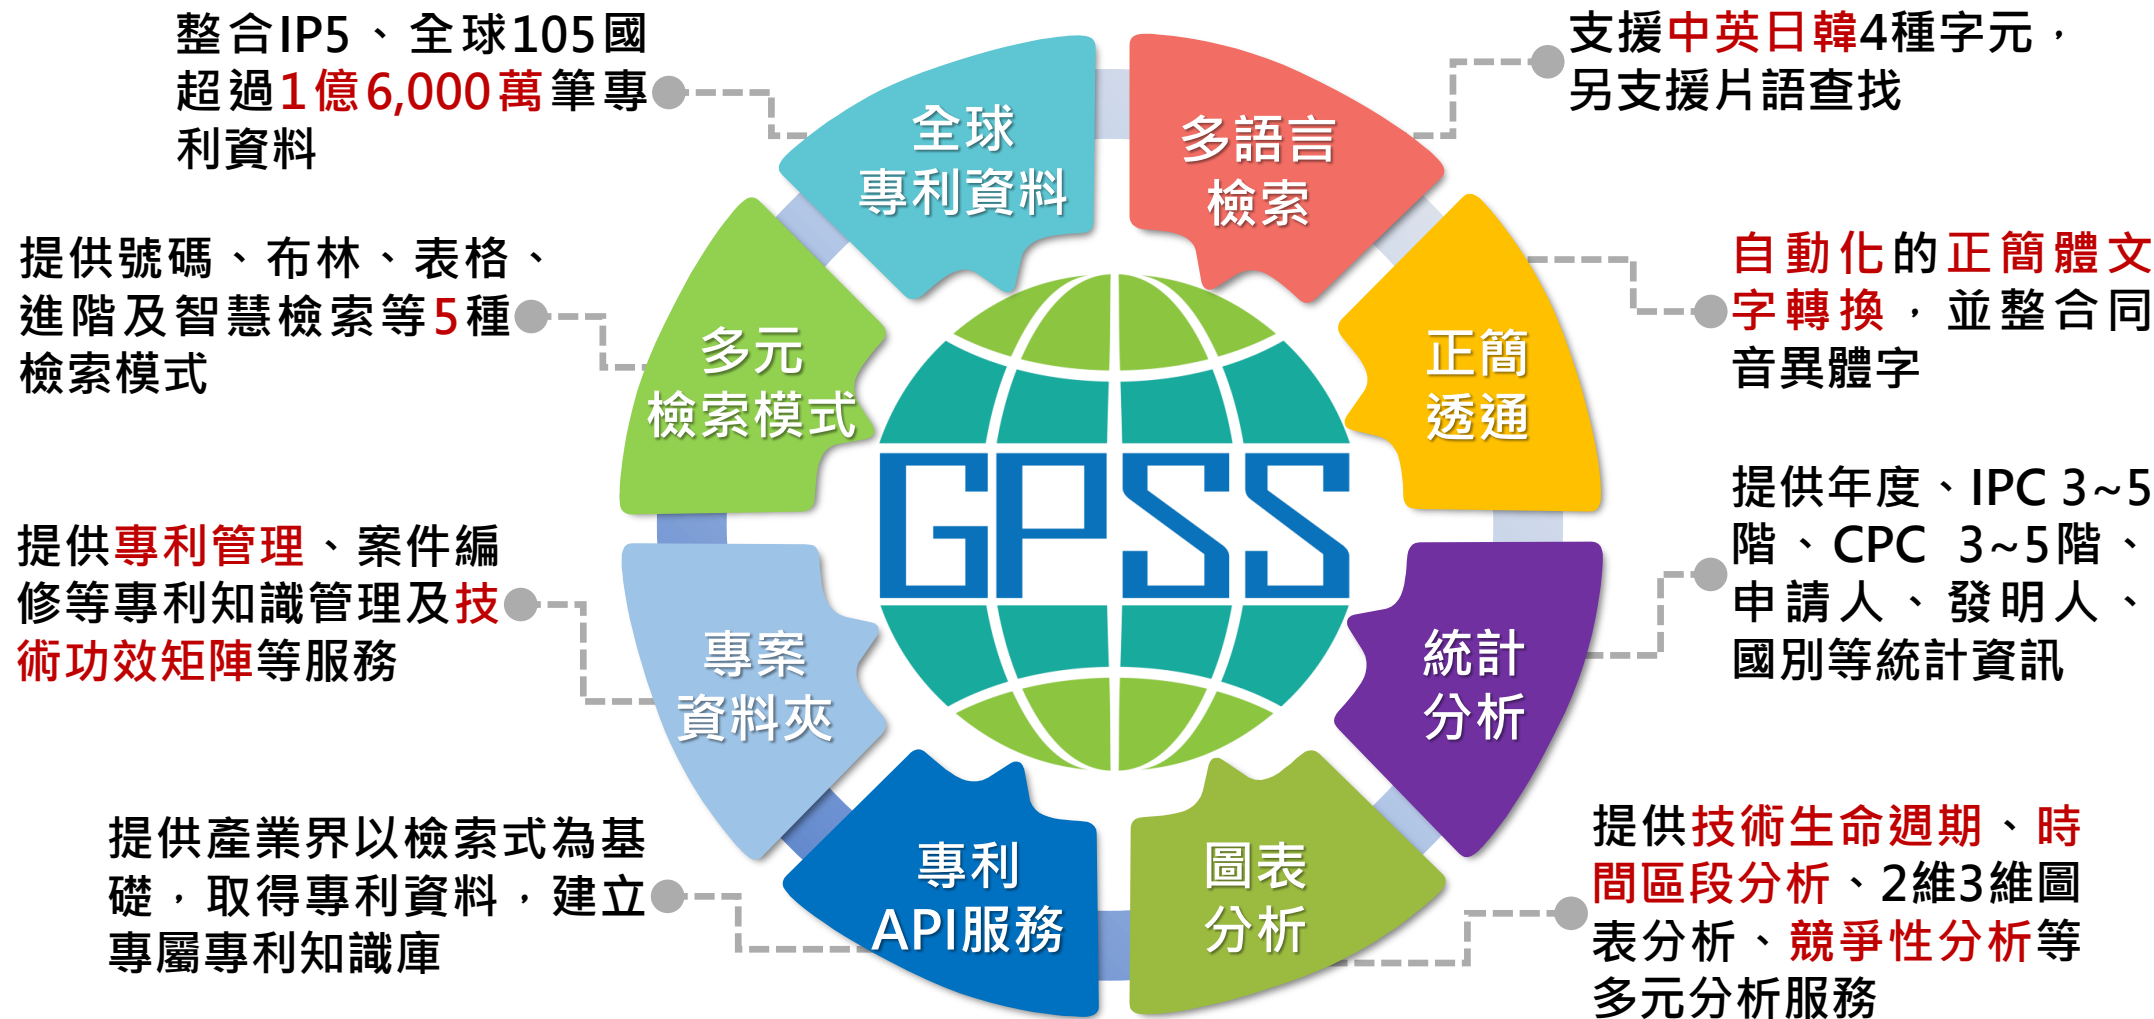 整合IP5、全球105國
超過1億6,000萬筆專
利資料
全球
專利資料
支援中英日韓4種字元，
另支援片語查找
多語言
檢索
自動化的正簡體文
字轉換，並整合同
音異體字
正簡
透通
提供年度、IPC 3~5
階、CPC 3~5階、
申請人、發明人、
國別等統計資訊
統計
分析
提供技術生命週期、時
間區段分析、2維3維圖
表分析、競爭性分析等
多元分析服務
圖表
分析
提供產業界以檢索式為基
礎，取得專利資料，建立
專屬專利知識庫
專利
API服務
提供專利管理、案件編
修等專利知識管理及技
術功效矩陣等服務
專案
資料夾
提供號碼、布林、表格、
進階及智慧檢索等5種
檢索模式
多元
檢索模式
GPSS